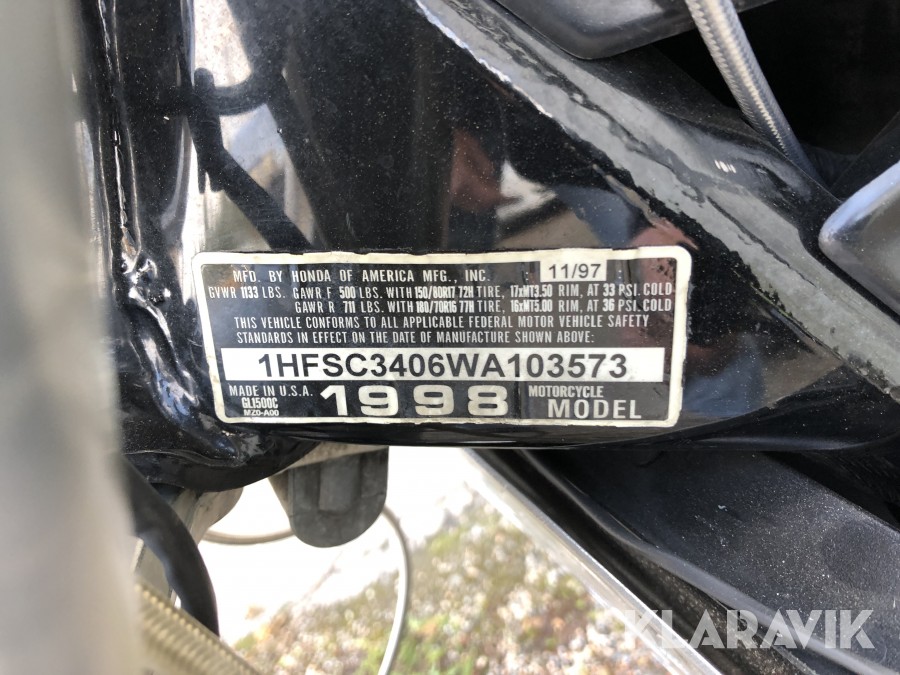 MFD. BY HONDA OF AMERICA MFG., INC. 11/97
GVWR 1133 LBS. GAWR F 500 LBS. WITH 150/80R17 72H TIRE, 17xMT3.50 RIM, AT 33 PSI. COLD
GAWR R 711 LBS. WITH 180/70R16 77H TIRE, 16xMT5.00 RIM, AT 36 PSI. COLD
THIS VEHICLE CONFORMS TO ALL APPLICABLE FEDERAL MOTOR VEHICLE SAFETY
STANDARDS IN EFFECT ON THE DATE OF MANUFACTURE SHOWN ABOVE:
1HFSC3406WA103573
MADE IN U.S.A.
GL1500C
MZ0-A00
1998
MOTORCYCLE
MODEL
KLARAVIK